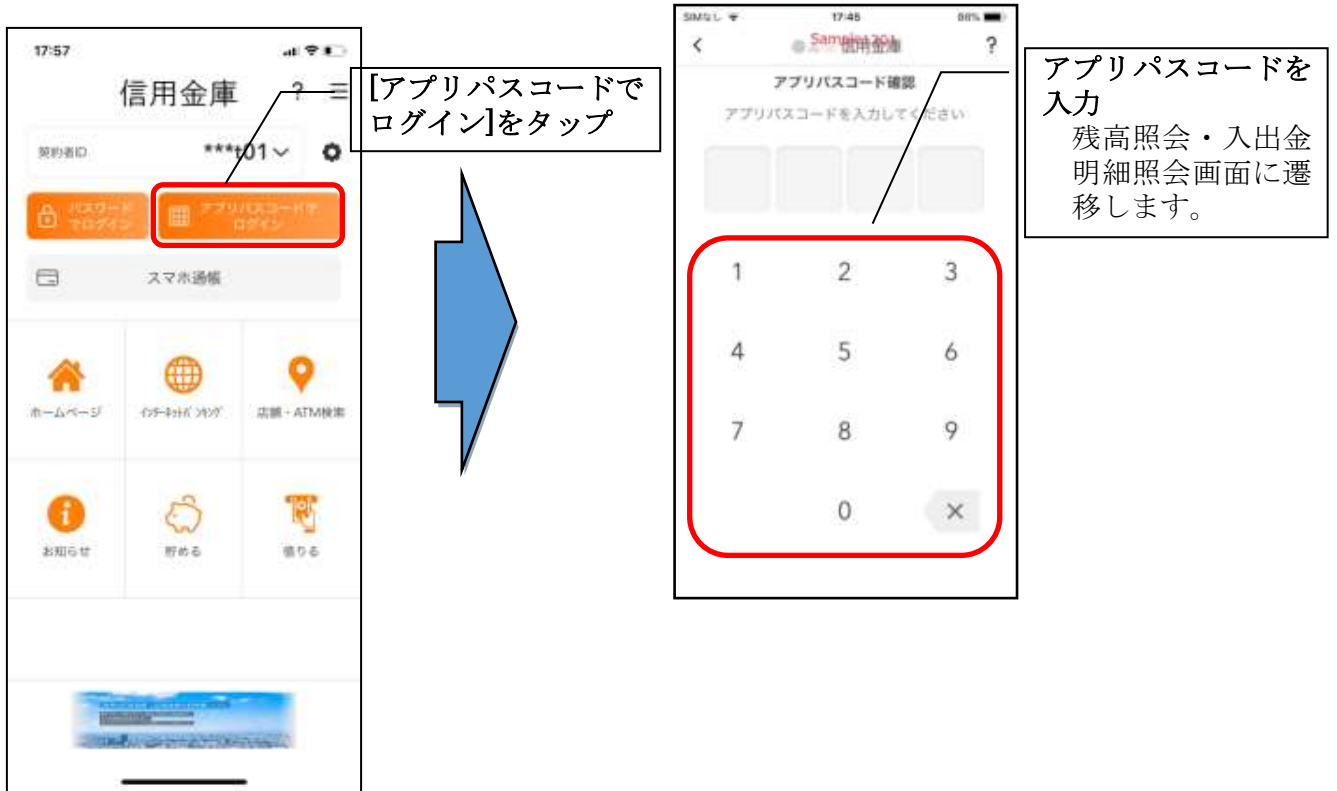 17:57
信用金庫
?
契約者ID
***t01
パスワード
でログイン
アプリパスコードで
ログイン
スマホ通帳
ホームページ
インターネットバンキング
店舗・ATM検索
お知らせ
貯める
借りる
[アプリパスコードで
ログイン]をタップ
SIMなし
17:45
88%
信用金庫
?
アプリパスコード確認
アプリパスコードを入力してください
1
2
3
4
5
6
7
8
9
0
アプリパスコードを
入力
残高照会・入出金
明細照会画面に遷
移します。